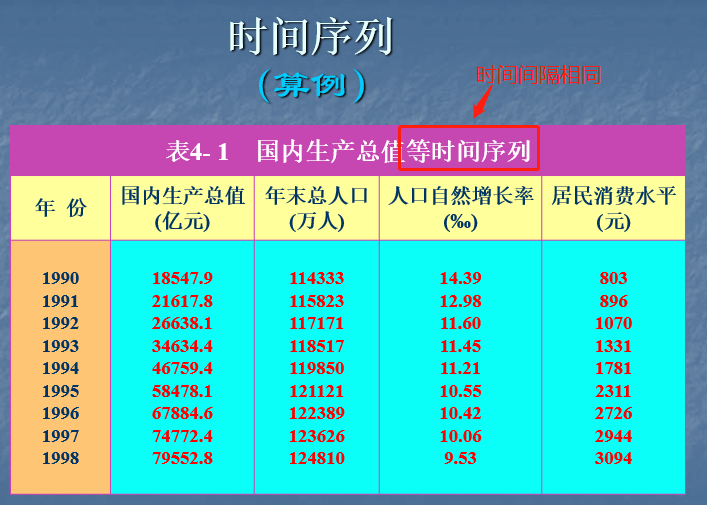 时间序列
(算例)
时间间隔相同
表4- 1 国内生产总值等时间序列
年 份 国内生产总值 (亿元) 年末总人口 (万人) 人口自然增长率 (‰) 居民消费水平 (元)
1990 18547.9 114333 14.39 803
1991 21617.8 115823 12.98 896
1992 26638.1 117171 11.60 1070
1993 34634.4 118517 11.45 1331
1994 46759.4 119850 11.21 1781
1995 58478.1 121121 10.55 2311
1996 67884.6 122389 10.42 2726
1997 74772.4 123626 10.06 2944
1998 79552.8 124810 9.53 3094